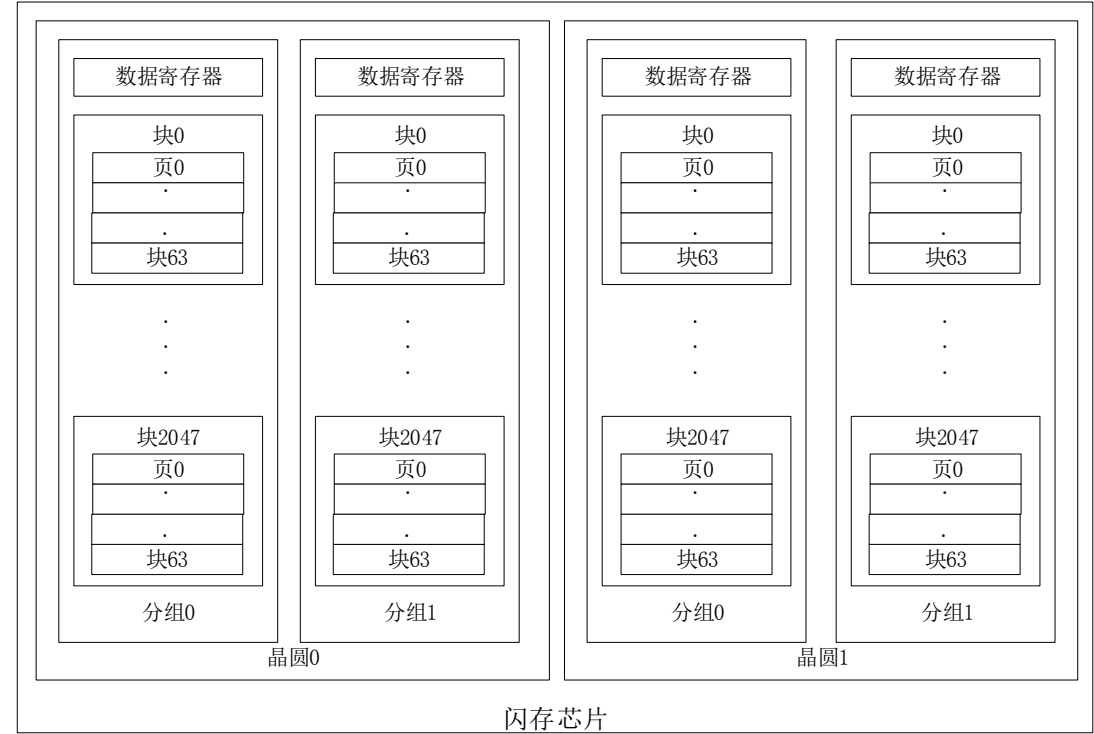 数据寄存器 数据寄存器 数据寄存器 数据寄存器
块0 块0 块0 块0
页0 页0 页0 页0
块63 块63 块63 块63
块2047 块2047 块2047 块2047
页0 页0 页0 页0
块63 块63 块63 块63
分组0 分组1 分组0 分组1
晶圆0 晶圆1
闪存芯片